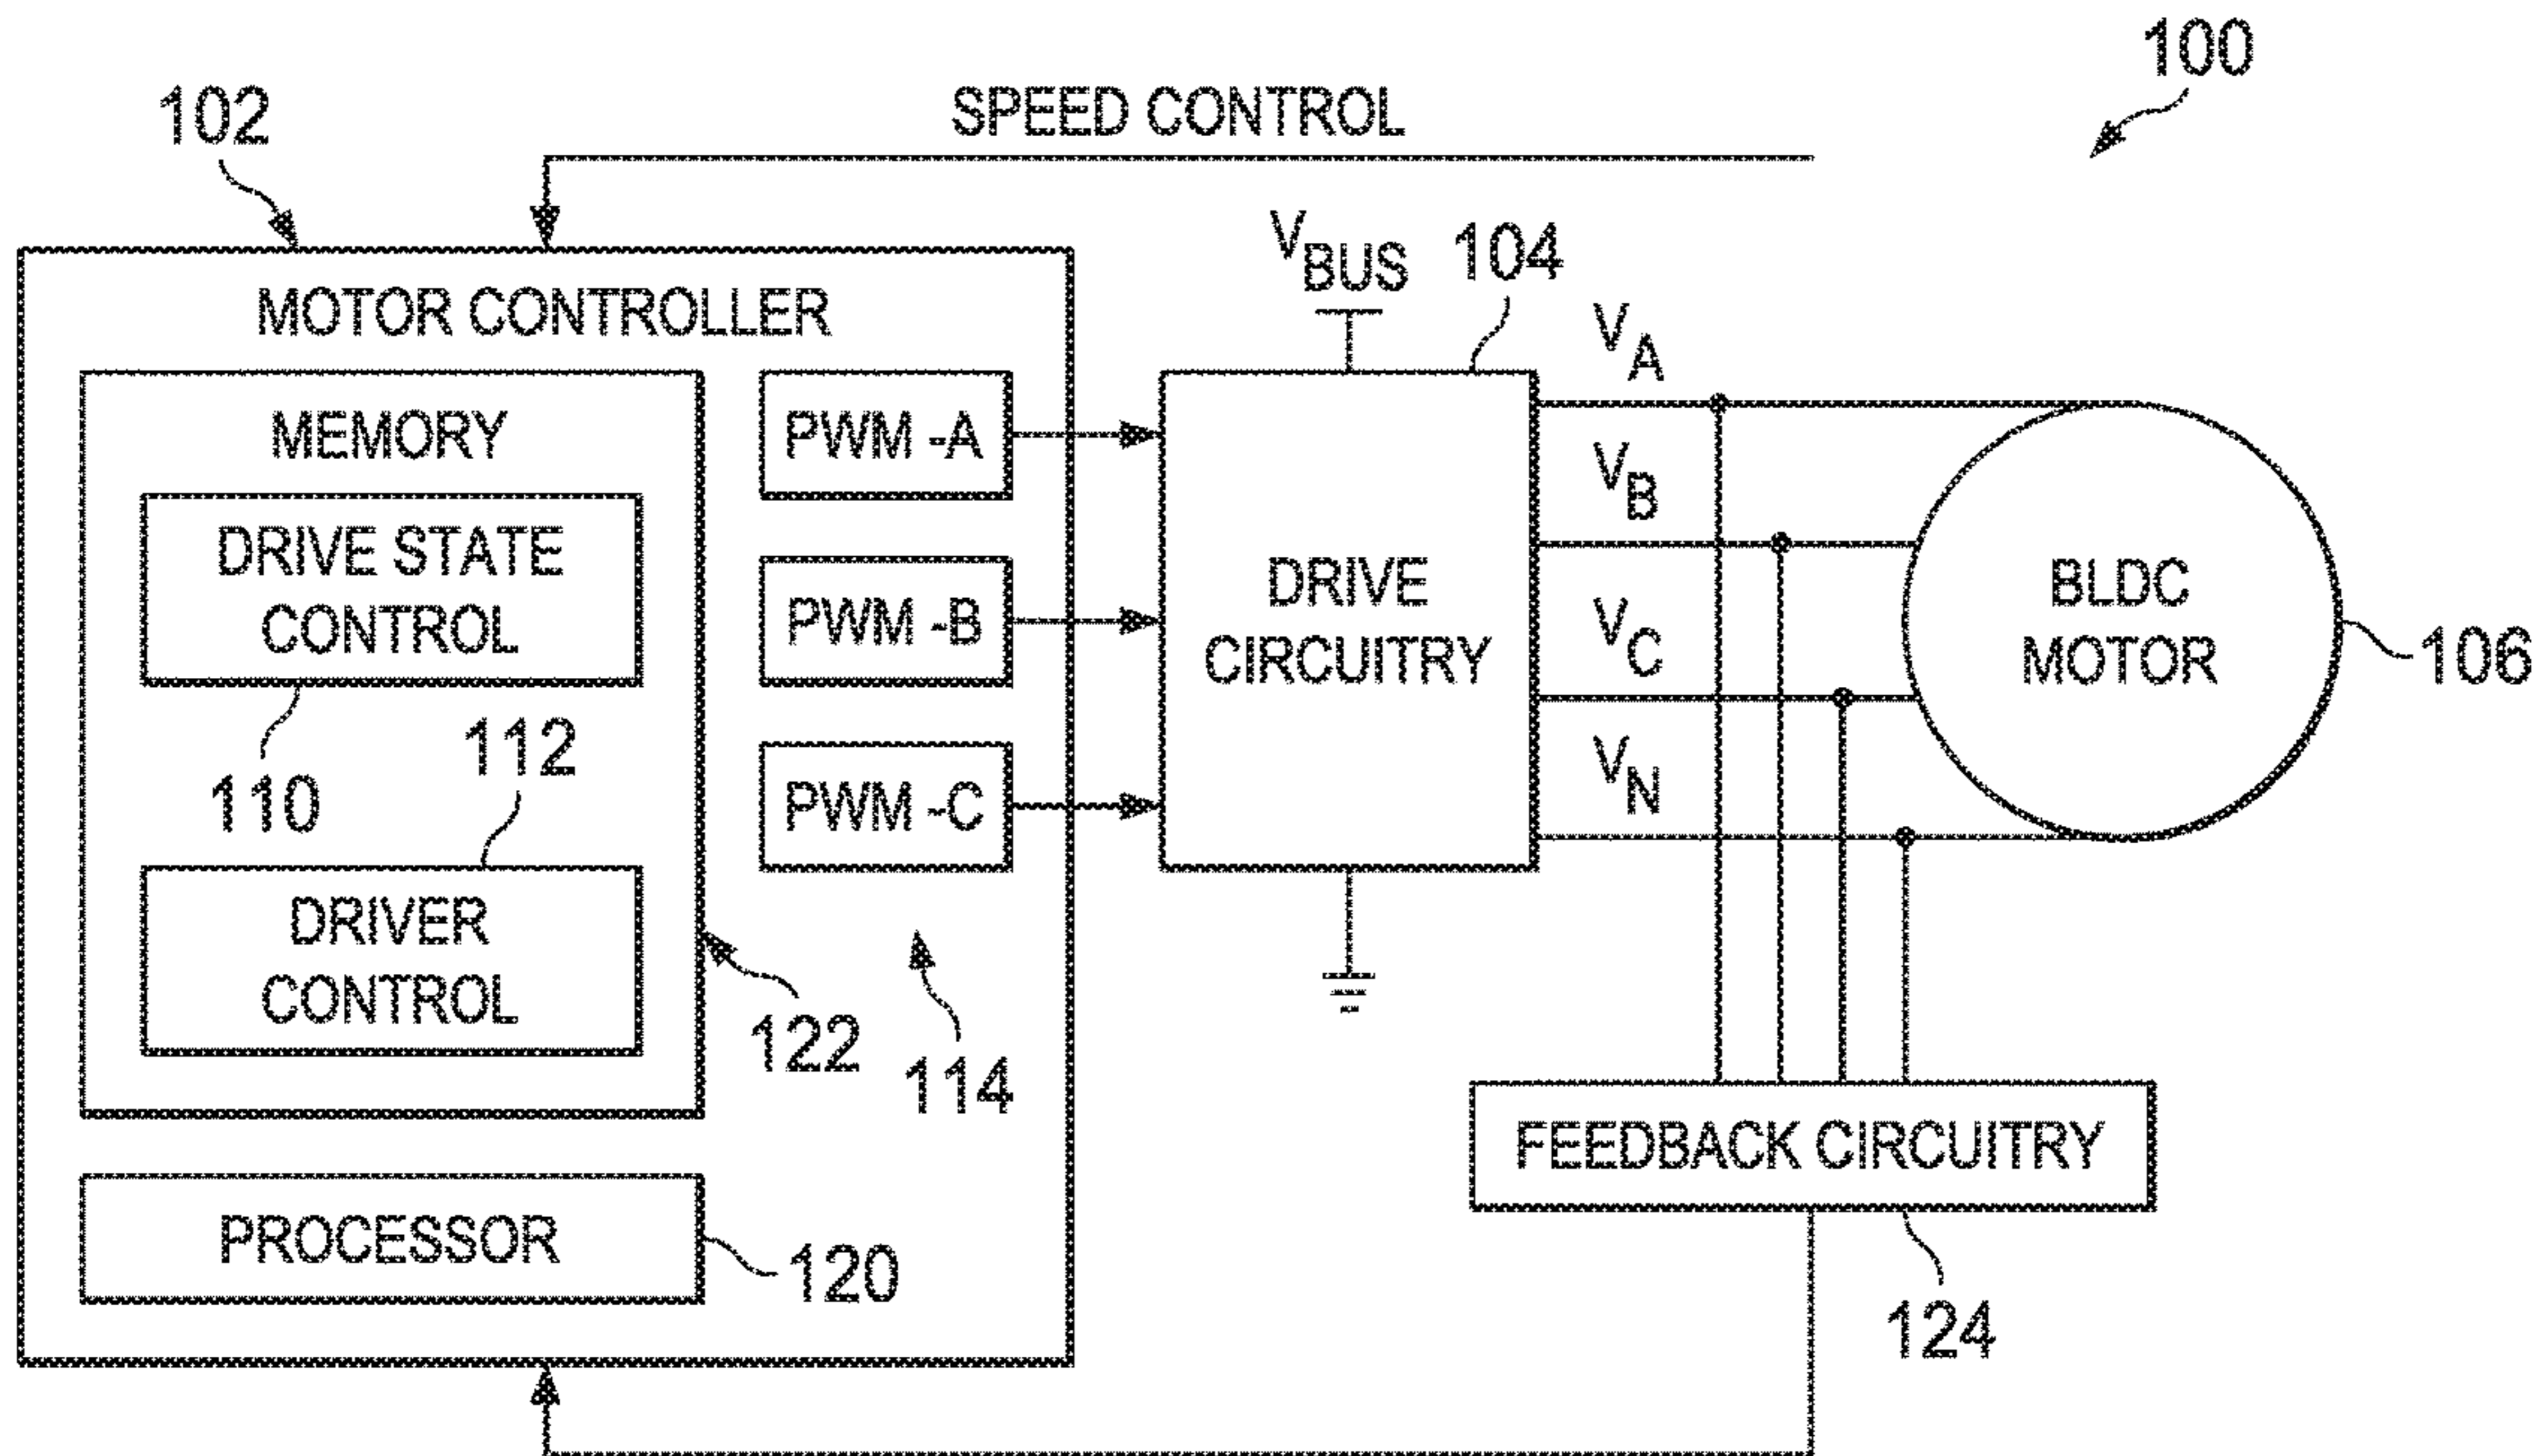 100
102
SPEED CONTROL
VBUS
104
MOTOR CONTROLLER
VA
MEMORY
PWM -A
VB
DRIVE STATE
CONTROL
DRIVE
CIRCUITRY
BLDC
MOTOR
PWM -B
VC
106
112
110
VN
PWM -C
DRIVER
CONTROL
122
114
FEEDBACK CIRCUITRY
PROCESSOR
120
124